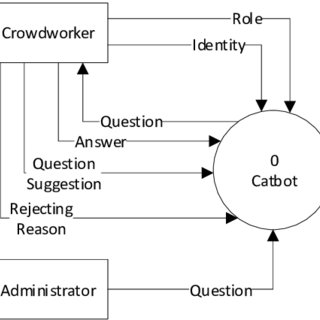 Role
Crowdworker
Identity
Question
Answer
Question
Suggestion
Rejecting
Reason
0
Catbot
Administrator
Question